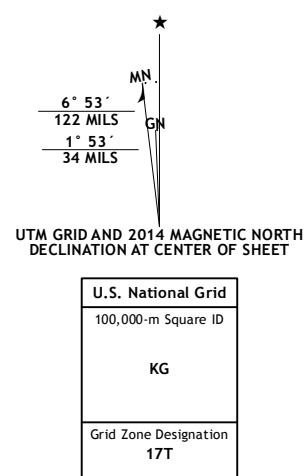 ★
MN
6° 53´
122 MILS
GN
1° 53´
34 MILS
UTM GRID AND 2014 MAGNETIC NORTH
DECLINATION AT CENTER OF SHEET
U.S. National Grid
100,000-m Square ID
KG
Grid Zone Designation
17T